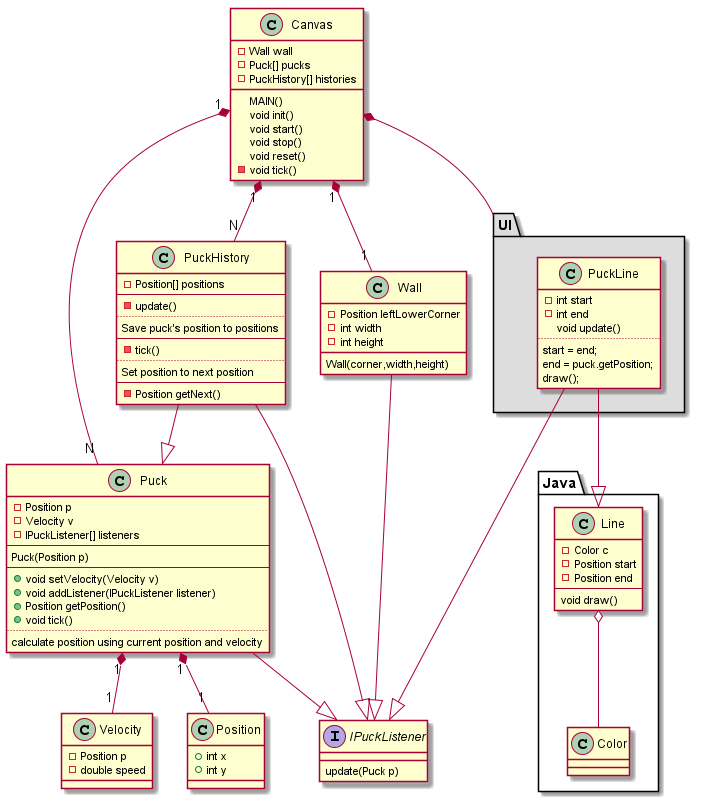 C Canvas
Wall wall
Puck[] pucks
PuckHistory[] histories
MAIN()
void init()
void start()
void stop()
void reset()
void tick()
1
1
1
N
1
N
UI
C PuckHistory
Position[] positions
update()
Save puck's position to positions
tick()
Set position to next position
Position getNext()
C Wall
Position leftLowerCorner
int width
int height
Wall(corner,width,height)
C PuckLine
int start
int end
void update()
start = end;
end = puck.getPosition;
draw();
C Puck
Position p
Velocity v
IPuckListener[] listeners
Puck(Position p)
void setVelocity(Velocity v)
void addListener(IPuckListener listener)
Position getPosition()
void tick()
calculate position using current position and velocity
Java
C Line
Color c
Position start
Position end
void draw()
1
1
1
1
C Velocity
Position p
double speed
C Position
int x
int y
I IPuckListener
update(Puck p)
C Color